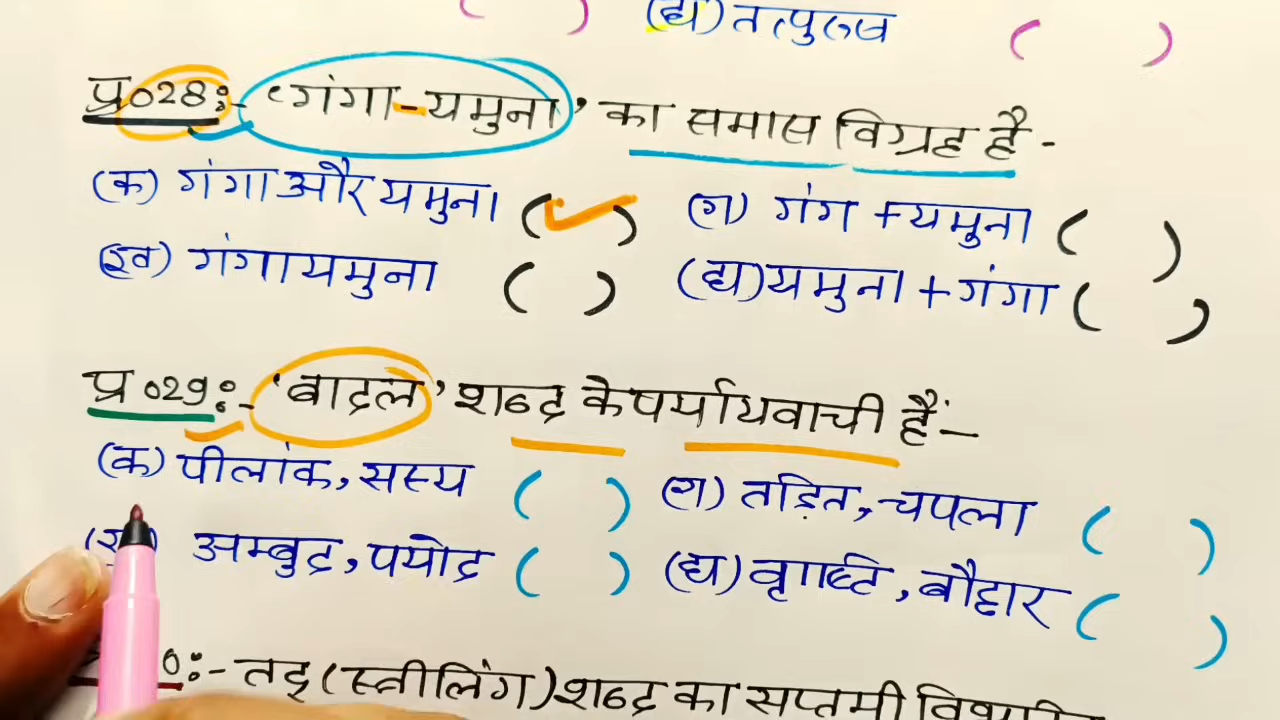 (घ) तत्पुरुष ( )
प्र०28:- 'गंगा-यमुना' का समास विग्रह है -
(क) गंगा और यमुना (✓) (ग) गंग + यमुना ( )
(ख) गंगायमुना ( ) (घ) यमुना + गंगा ( )
प्र०29:- 'बादल' शब्द के पर्यायवाची हैं:-
(क) पीलांक, सस्य ( ) (ग) तड़ित, चपला ( )
(ख) अम्बुद, पयोद ( ) (घ) वृष्टि, बौद्दार ( )
0:- तद् (स्त्रीलिंग) शब्द का सप्तमी